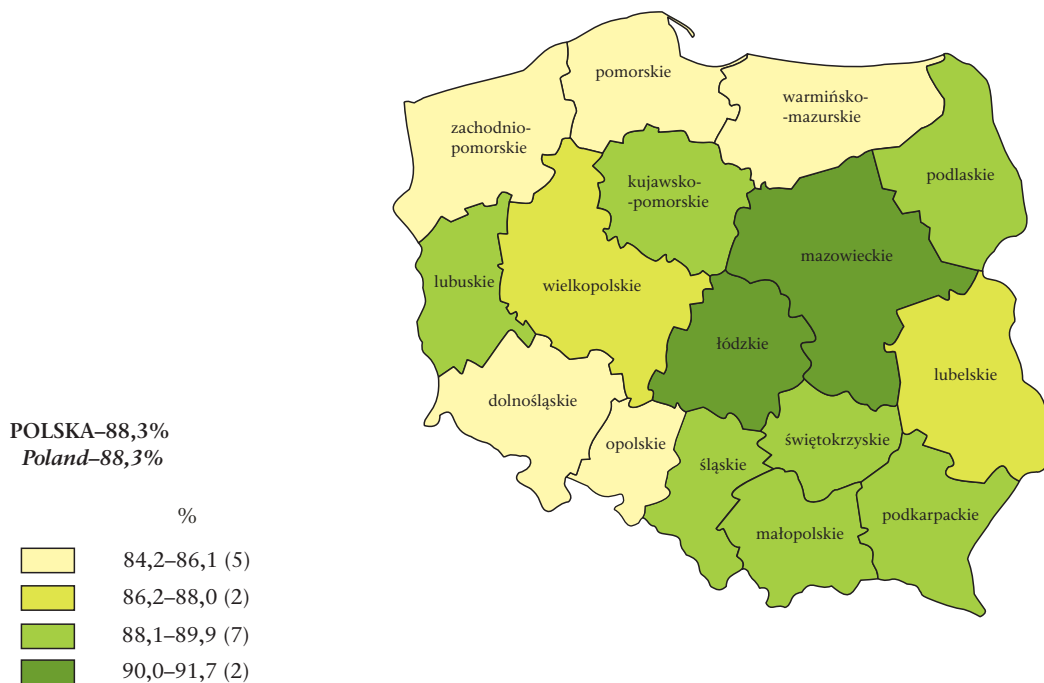 pomorskie
warmińsko-
-mazurskie
zachodnio-
pomorskie
podlaskie
kujawsko-
-pomorskie
mazowieckie
lubuskie
wielkopolskie
łódzkie
lubelskie
dolnośląskie
opolskie
świętokrzyskie
śląskie
podkarpackie
małopolskie
POLSKA–88,3%
Poland–88,3%
%
84,2–86,1 (5)
86,2–88,0 (2)
88,1–89,9 (7)
90,0–91,7 (2)